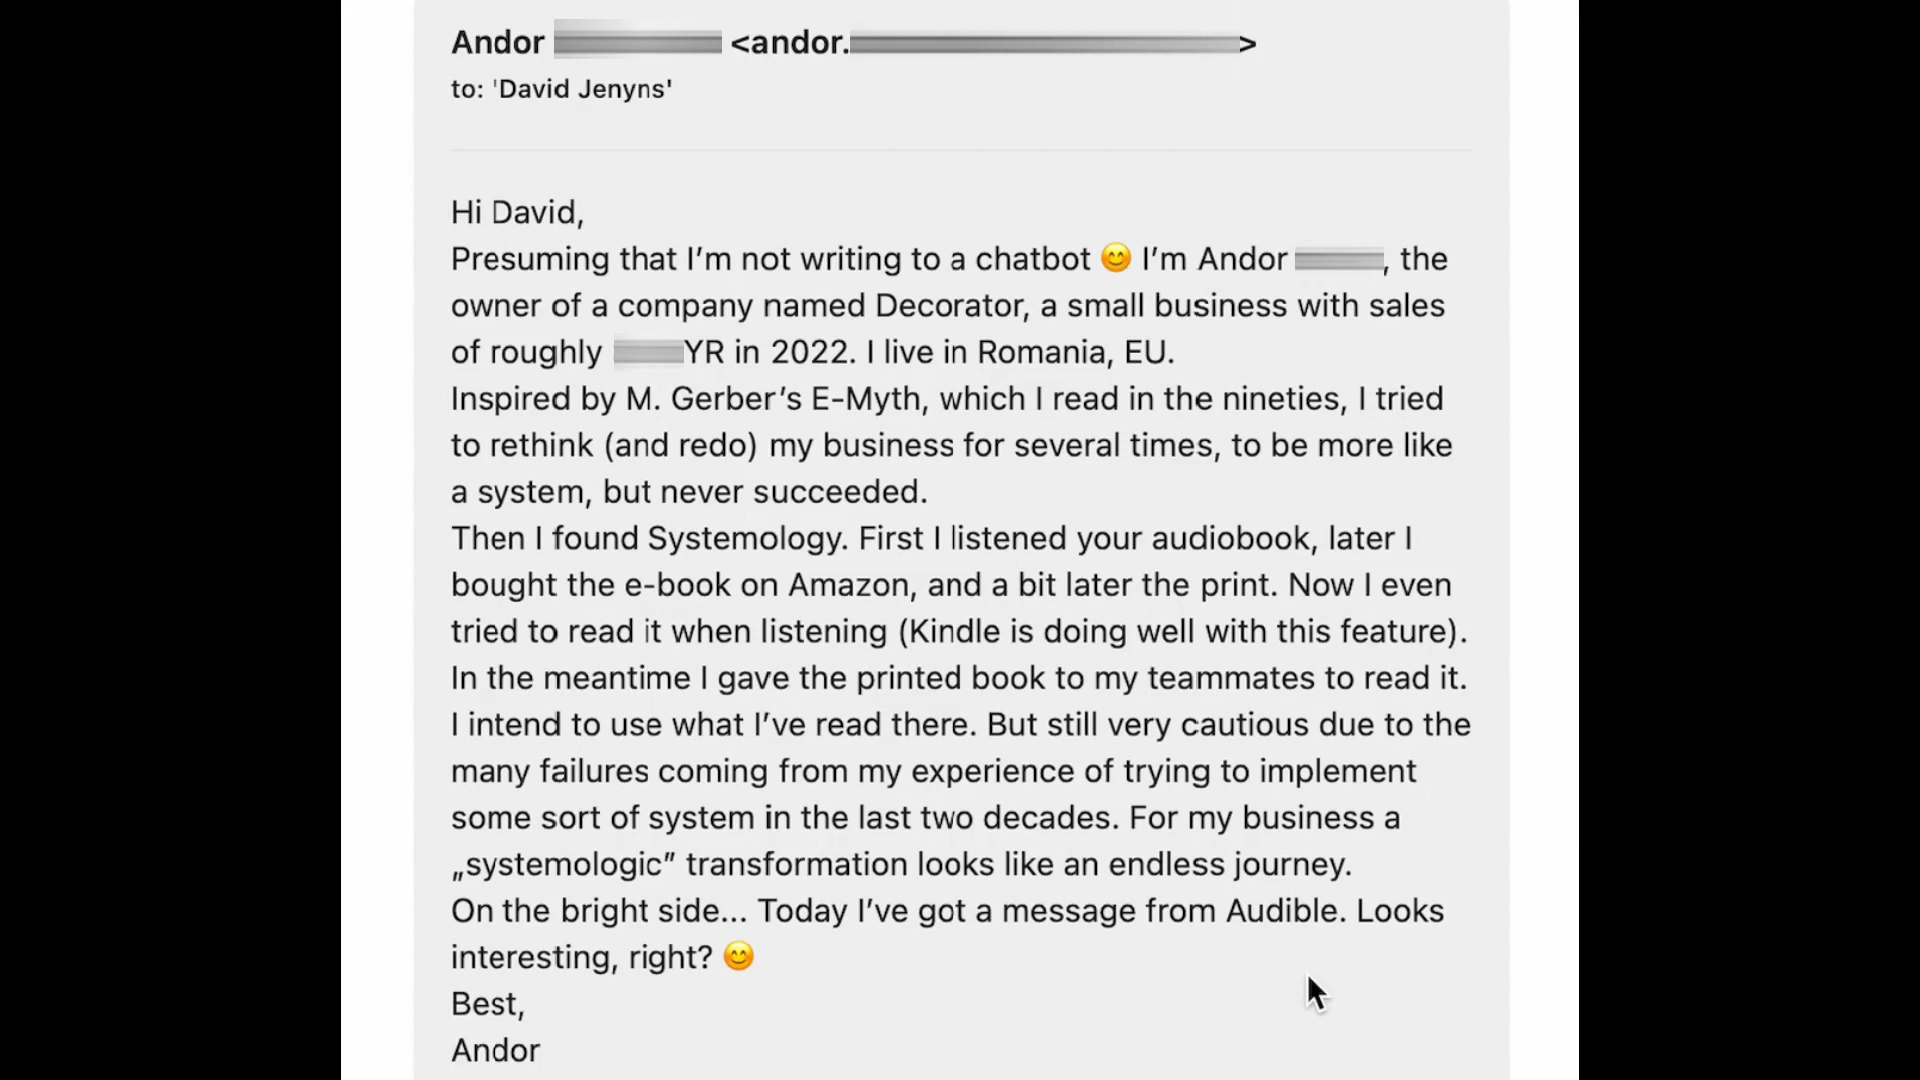 Andor <andor. >
to: 'David Jenyns'
Hi David,
Presuming that I’m not writing to a chatbot 😊 I’m Andor , the
owner of a company named Decorator, a small business with sales
of roughly YR in 2022. I live in Romania, EU.
Inspired by M. Gerber’s E-Myth, which I read in the nineties, I tried
to rethink (and redo) my business for several times, to be more like
a system, but never succeeded.
Then I found Systemology. First I listened your audiobook, later I
bought the e-book on Amazon, and a bit later the print. Now I even
tried to read it when listening (Kindle is doing well with this feature).
In the meantime I gave the printed book to my teammates to read it.
I intend to use what I’ve read there. But still very cautious due to the
many failures coming from my experience of trying to implement
some sort of system in the last two decades. For my business a
„systemologic” transformation looks like an endless journey.
On the bright side... Today I’ve got a message from Audible. Looks
interesting, right? 😊
Best,
Andor